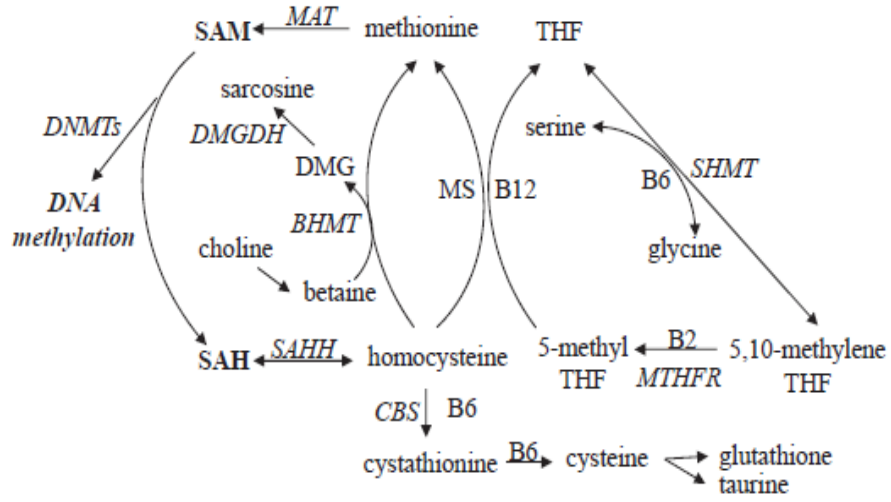 SAM MAT methionine THF
sarcosine
DNMTs DMGDH serine
DMG MS B12 B6 SHMT
DNA
methylation BHMT
choline glycine
betaine
SAH SAHH homocysteine 5-methyl B2 5,10-methylene
THF MTHFR THF
CBS B6
cystathionine B6 cysteine glutathione
taurine